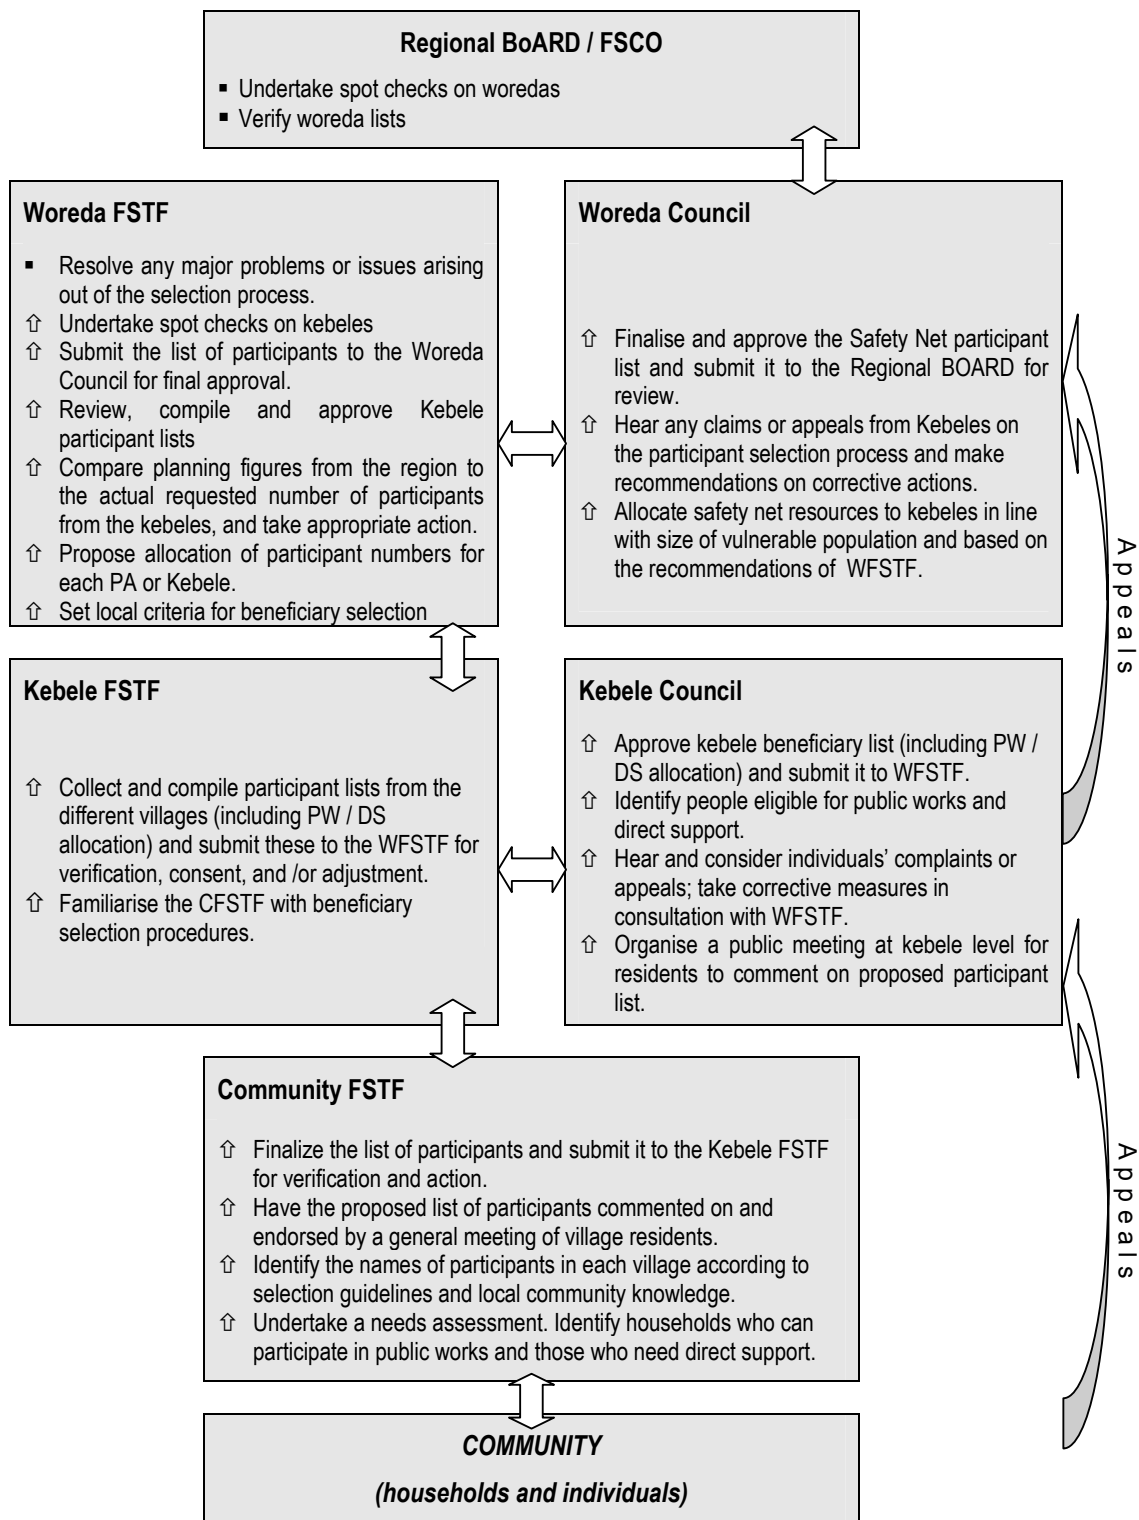 Regional BoARD / FSCO
▪ Undertake spot checks on woredas
▪ Verify woreda lists
Woreda FSTF
▪ Resolve any major problems or issues arising
out of the selection process.
⇧ Undertake spot checks on kebeles
⇧ Submit the list of participants to the Woreda
Council for final approval.
⇧ Review, compile and approve Kebele
participant lists
⇧ Compare planning figures from the region to
the actual requested number of participants
from the kebeles, and take appropriate action.
⇧ Propose allocation of participant numbers for
each PA or Kebele.
⇧ Set local criteria for beneficiary selection
Woreda Council
⇧ Finalise and approve the Safety Net participant
list and submit it to the Regional BOARD for
review.
⇧ Hear any claims or appeals from Kebeles on
the participant selection process and make
recommendations on corrective actions.
⇧ Allocate safety net resources to kebeles in line
with size of vulnerable population and based on
the recommendations of WFSTF.
Appeals
Kebele FSTF
⇧ Collect and compile participant lists from the
different villages (including PW / DS
allocation) and submit these to the WFSTF for
verification, consent, and /or adjustment.
⇧ Familiarise the CFSTF with beneficiary
selection procedures.
Kebele Council
⇧ Approve kebele beneficiary list (including PW /
DS allocation) and submit it to WFSTF.
⇧ Identify people eligible for public works and
direct support.
⇧ Hear and consider individuals' complaints or
appeals; take corrective measures in
consultation with WFSTF.
⇧ Organise a public meeting at kebele level for
residents to comment on proposed participant
list.
Appeals
Community FSTF
⇧ Finalize the list of participants and submit it to the Kebele FSTF
for verification and action.
⇧ Have the proposed list of participants commented on and
endorsed by a general meeting of village residents.
⇧ Identify the names of participants in each village according to
selection guidelines and local community knowledge.
⇧ Undertake a needs assessment. Identify households who can
participate in public works and those who need direct support.
COMMUNITY
(households and individuals)